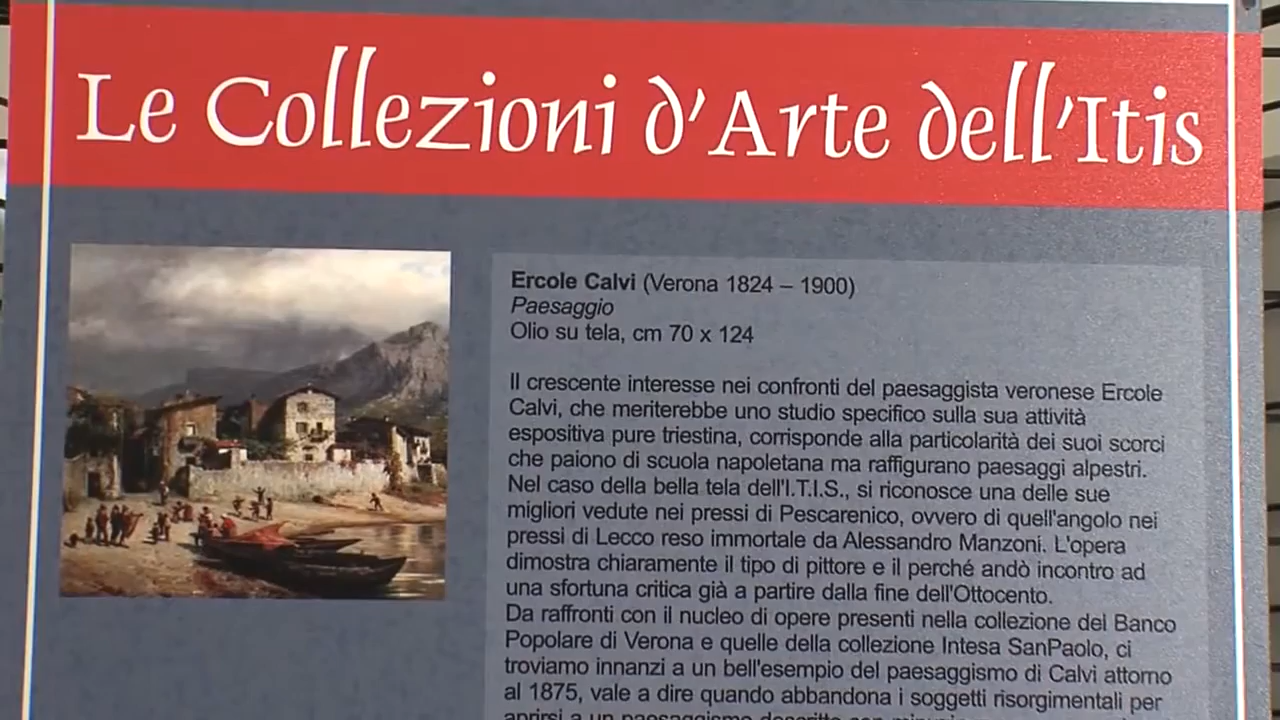 Le Collezioni d'Arte dell'Itis
Ercole Calvi (Verona 1824 – 1900)
Paesaggio
Olio su tela, cm 70 x 124
Il crescente interesse nei confronti del paesaggista veronese Ercole
Calvi, che meriterebbe uno studio specifico sulla sua attività
espositiva pure triestina, corrisponde alla particolarità dei suoi scorci
che paiono di scuola napoletana ma raffigurano paesaggi alpestri.
Nel caso della bella tela dell'I.T.I.S., si riconosce una delle sue
migliori vedute nei pressi di Pescarenico, ovvero di quell'angolo nei
pressi di Lecco reso immortale da Alessandro Manzoni. L'opera
dimostra chiaramente il tipo di pittore e il perché andò incontro ad
una sfortuna critica già a partire dalla fine dell'Ottocento.
Da raffronti con il nucleo di opere presenti nella collezione del Banco
Popolare di Verona e quelle della collezione Intesa SanPaolo, ci
troviamo innanzi a un bell'esempio del paesaggismo di Calvi attorno
al 1875, vale a dire quando abbandona i soggetti risorgimentali per
aprirsi a un paesaggismo descritto con